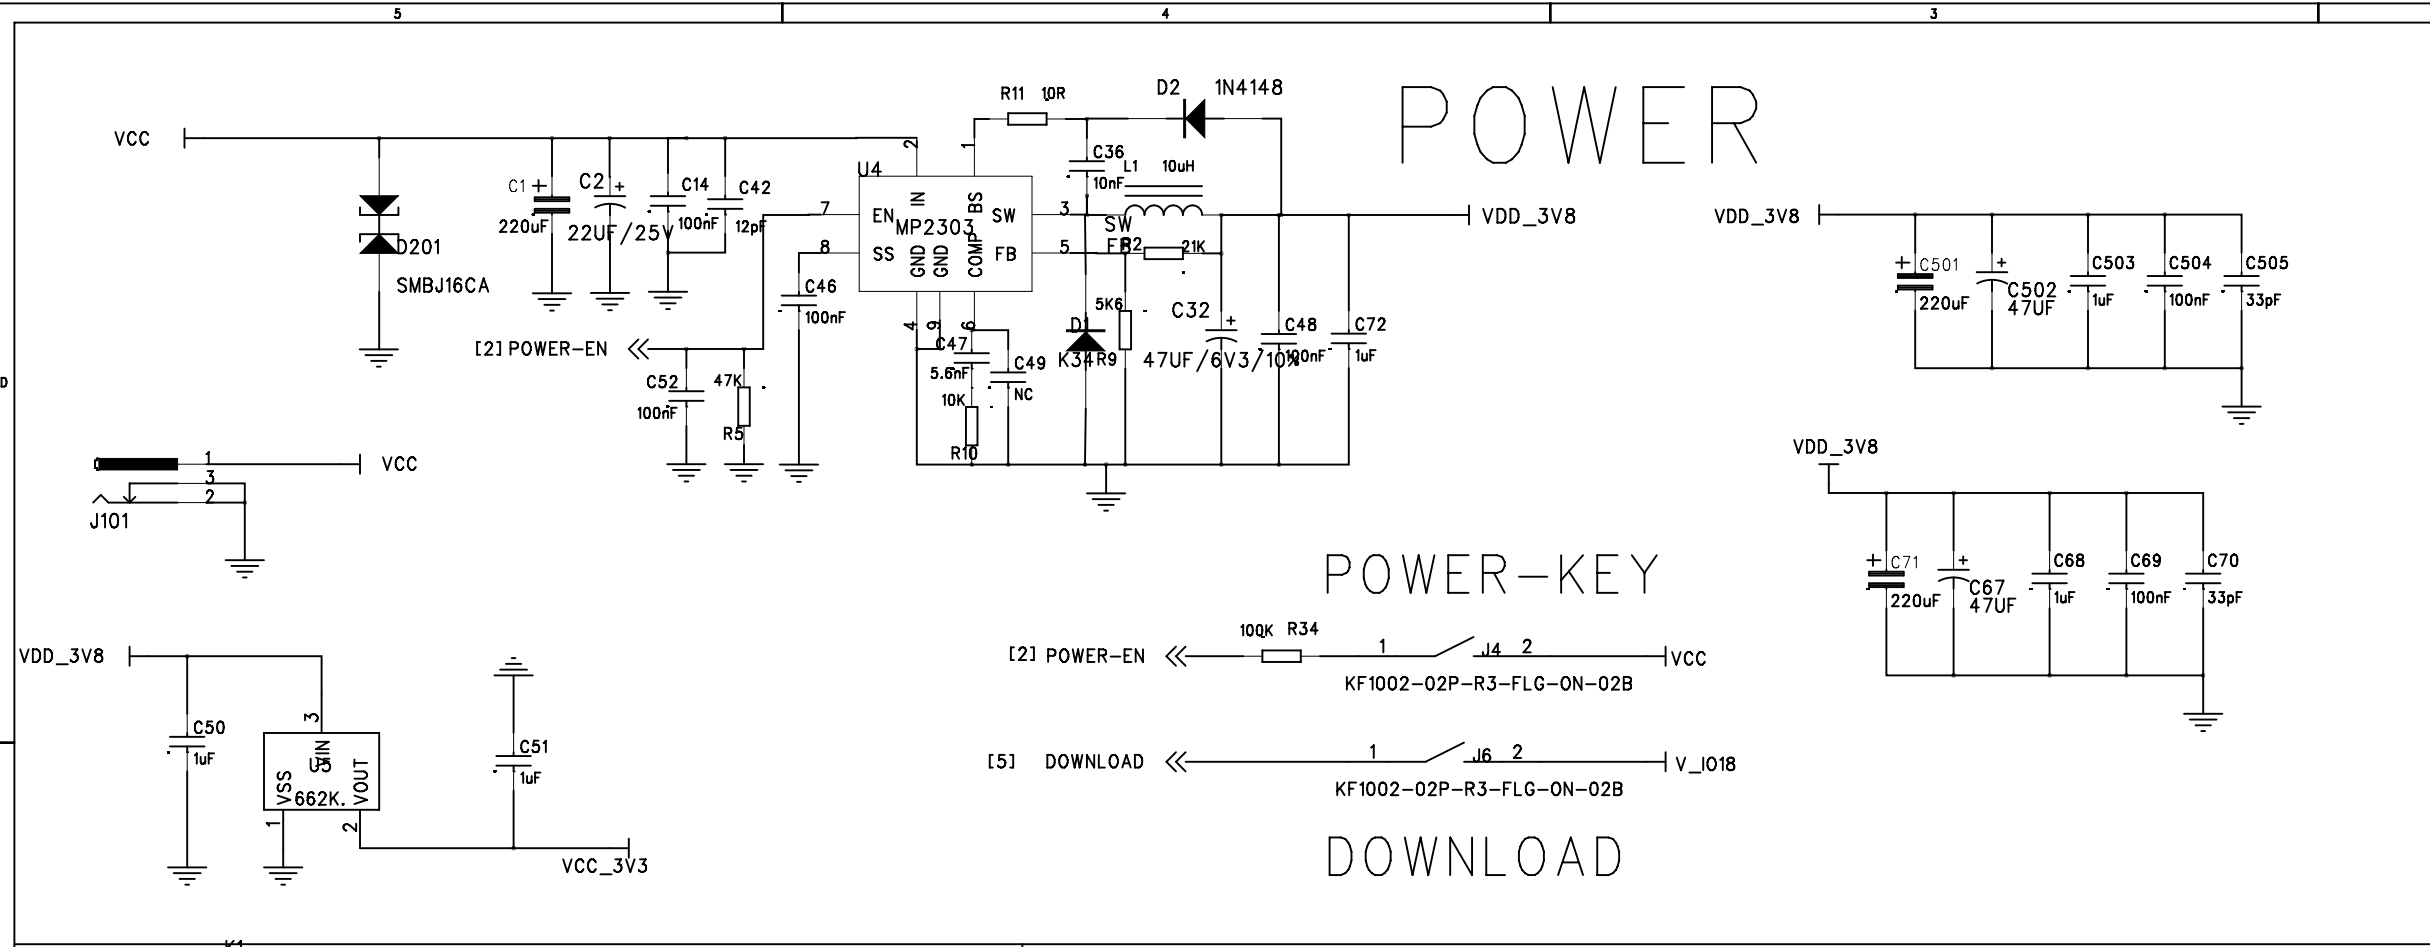 5
4
3
D
POWER
VCC
D201
SMBJ16CA
C1
220uF
C2
22UF/25V
C14
100nF
C42
12pF
U4
MP2303
2
IN
1
BS
7
EN
8
SS
3
SW
5
FB
GND
GND
COMP
4
9
6
R11 10R
D2 1N4148
C36
10nF
L1 10uH
SW
FB
R2 21K
VDD_3V8
C46
100nF
[2] POWER-EN
C52
100nF
47K
R5
C47
5.6nF
10K
R10
C49
NC
D1
K34
5K6
R9
C32
47UF/6V3/10%
C48
100nF
C72
1uF
VDD_3V8
C501
220uF
C502
47UF
C503
1uF
C504
100nF
C505
33pF
1
VCC
3
2
J101
VDD_3V8
C71
220uF
C67
47UF
C68
1uF
C69
100nF
C70
33pF
POWER-KEY
[2] POWER-EN
100K R34
1
J4
2
VCC
KF1002-02P-R3-FLG-ON-02B
[5] DOWNLOAD
1
J6
2
V_IO18
KF1002-02P-R3-FLG-ON-02B
DOWNLOAD
VDD_3V8
C50
1uF
3
VIN
U5
662K.
VSS
VOUT
1
2
C51
1uF
VCC_3V3